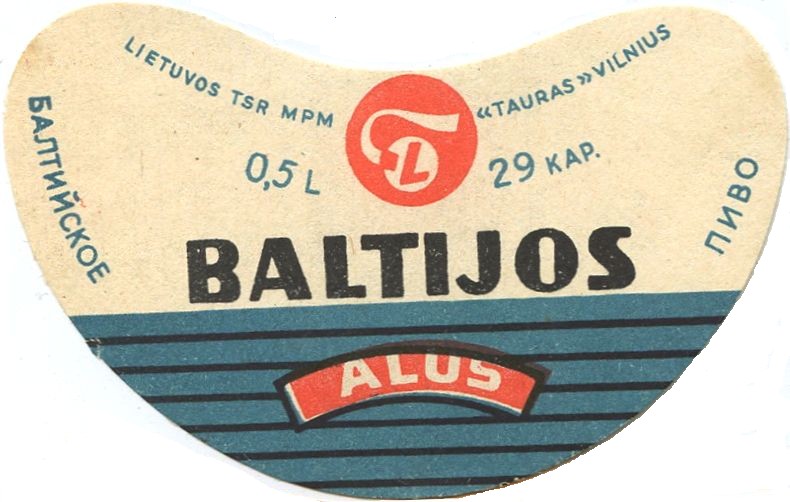 LIETUVOS TSR MPM «TAURAS» VILNIUS
БАЛТИЙСКОЕ ПИВО
0,5 L 29 KAP.
BALTIJOS
ALUS